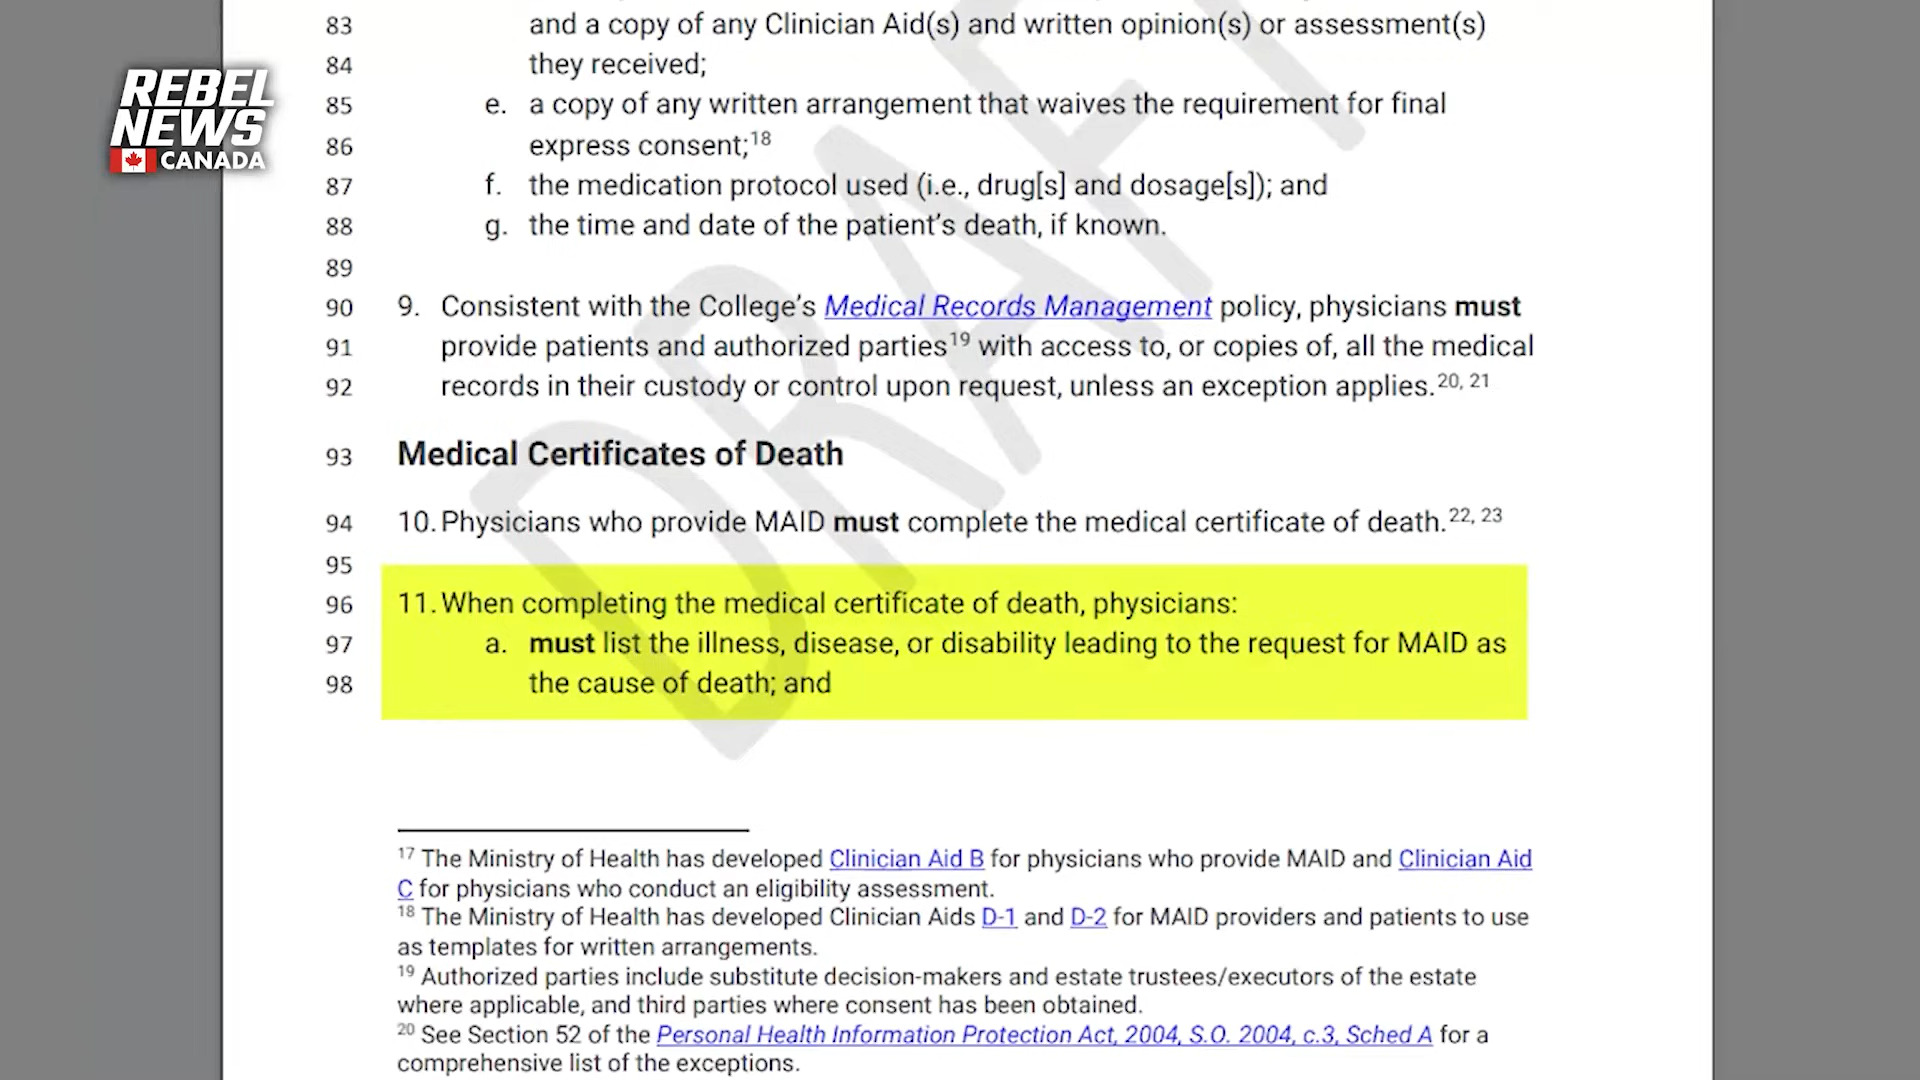 83 and a copy of any Clinician Aid(s) and written opinion(s) or assessment(s)
84 they received;
REBEL
NEWS
CANADA
85 e. a copy of any written arrangement that waives the requirement for final
86 express consent;18
87 f. the medication protocol used (i.e., drug[s] and dosage[s]); and
88 g. the time and date of the patient's death, if known.
89
90 9. Consistent with the College's Medical Records Management policy, physicians must
91 provide patients and authorized parties19 with access to, or copies of, all the medical
92 records in their custody or control upon request, unless an exception applies.20, 21
93 Medical Certificates of Death
94 10. Physicians who provide MAID must complete the medical certificate of death.22, 23
95
96 11. When completing the medical certificate of death, physicians:
97 a. must list the illness, disease, or disability leading to the request for MAID as
98 the cause of death; and
DRAFT
17 The Ministry of Health has developed Clinician Aid B for physicians who provide MAID and Clinician Aid
C for physicians who conduct an eligibility assessment.
18 The Ministry of Health has developed Clinician Aids D-1 and D-2 for MAID providers and patients to use
as templates for written arrangements.
19 Authorized parties include substitute decision-makers and estate trustees/executors of the estate
where applicable, and third parties where consent has been obtained.
20 See Section 52 of the Personal Health Information Protection Act, 2004, S.O. 2004, c.3, Sched A for a
comprehensive list of the exceptions.